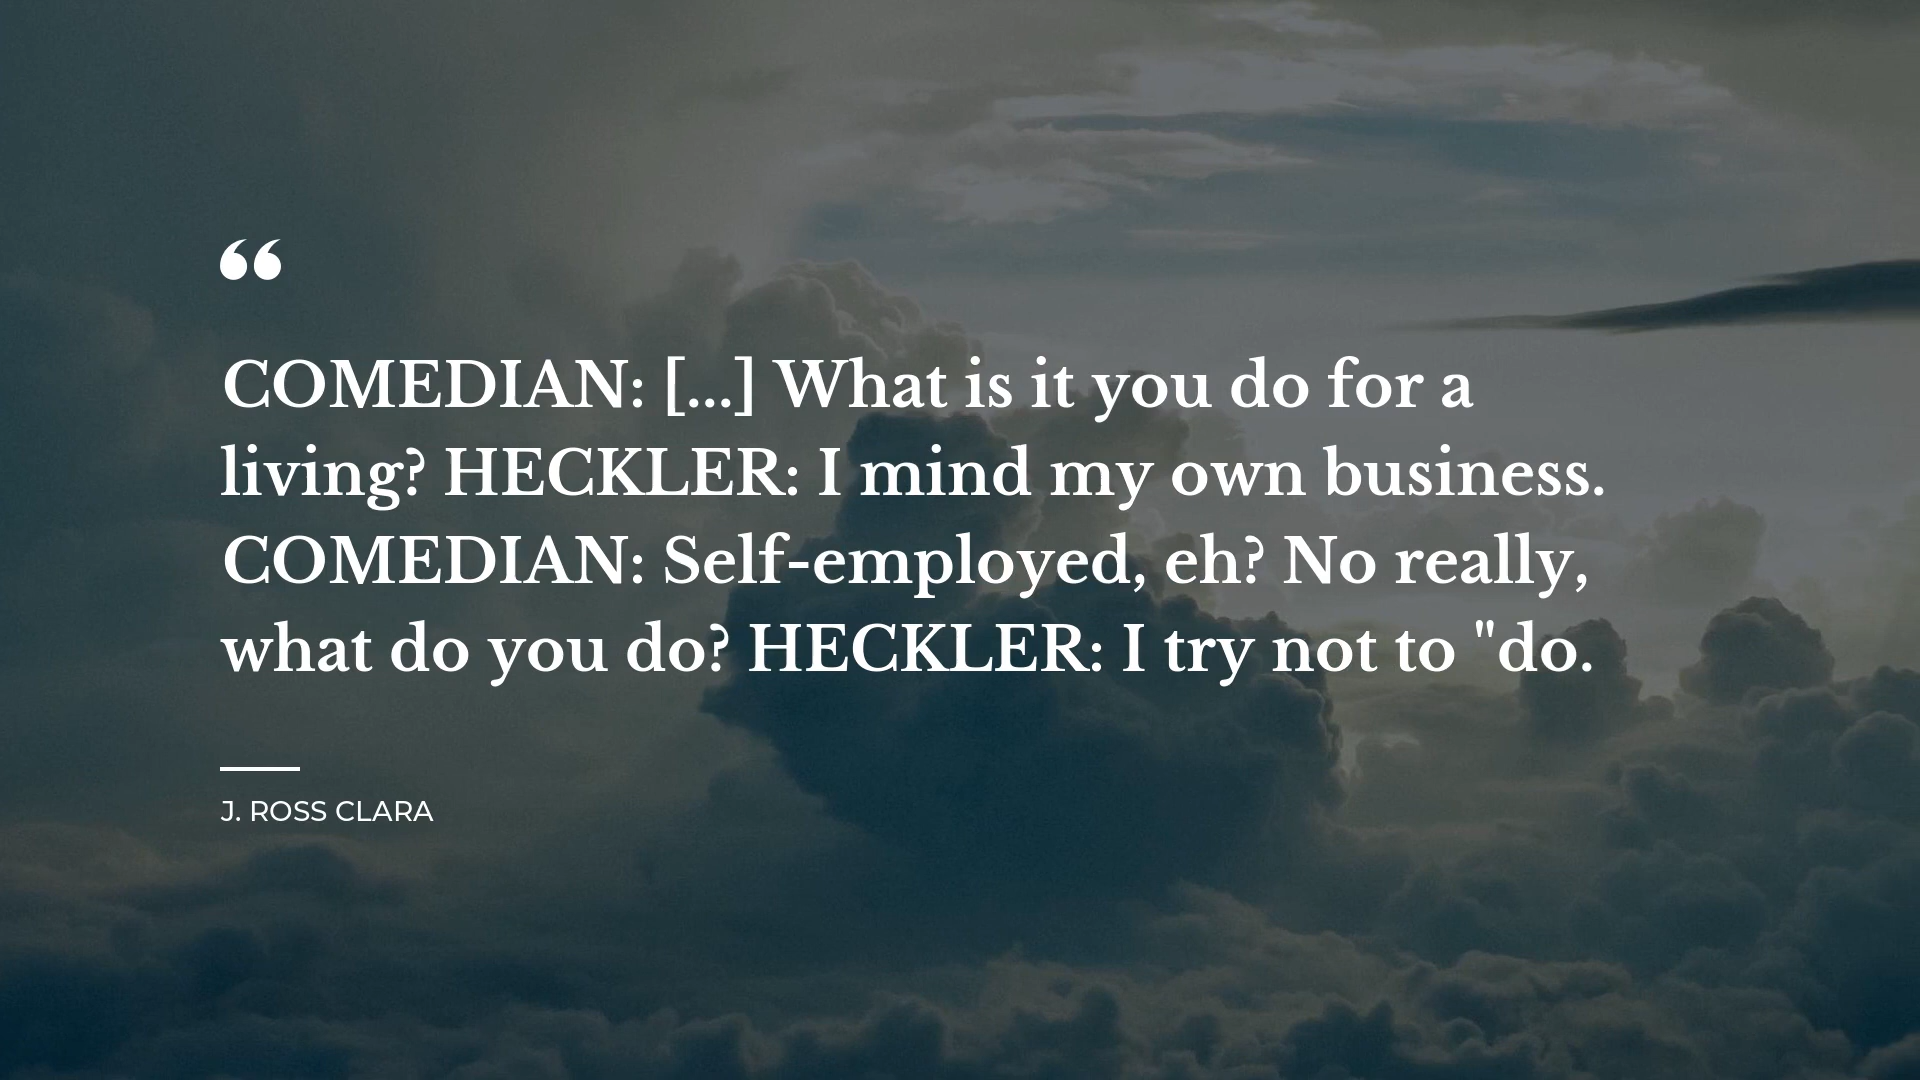 “
COMEDIAN: [...] What is it you do for a
living? HECKLER: I mind my own business.
COMEDIAN: Self-employed, eh? No really,
what do you do? HECKLER: I try not to "do.
J. ROSS CLARA